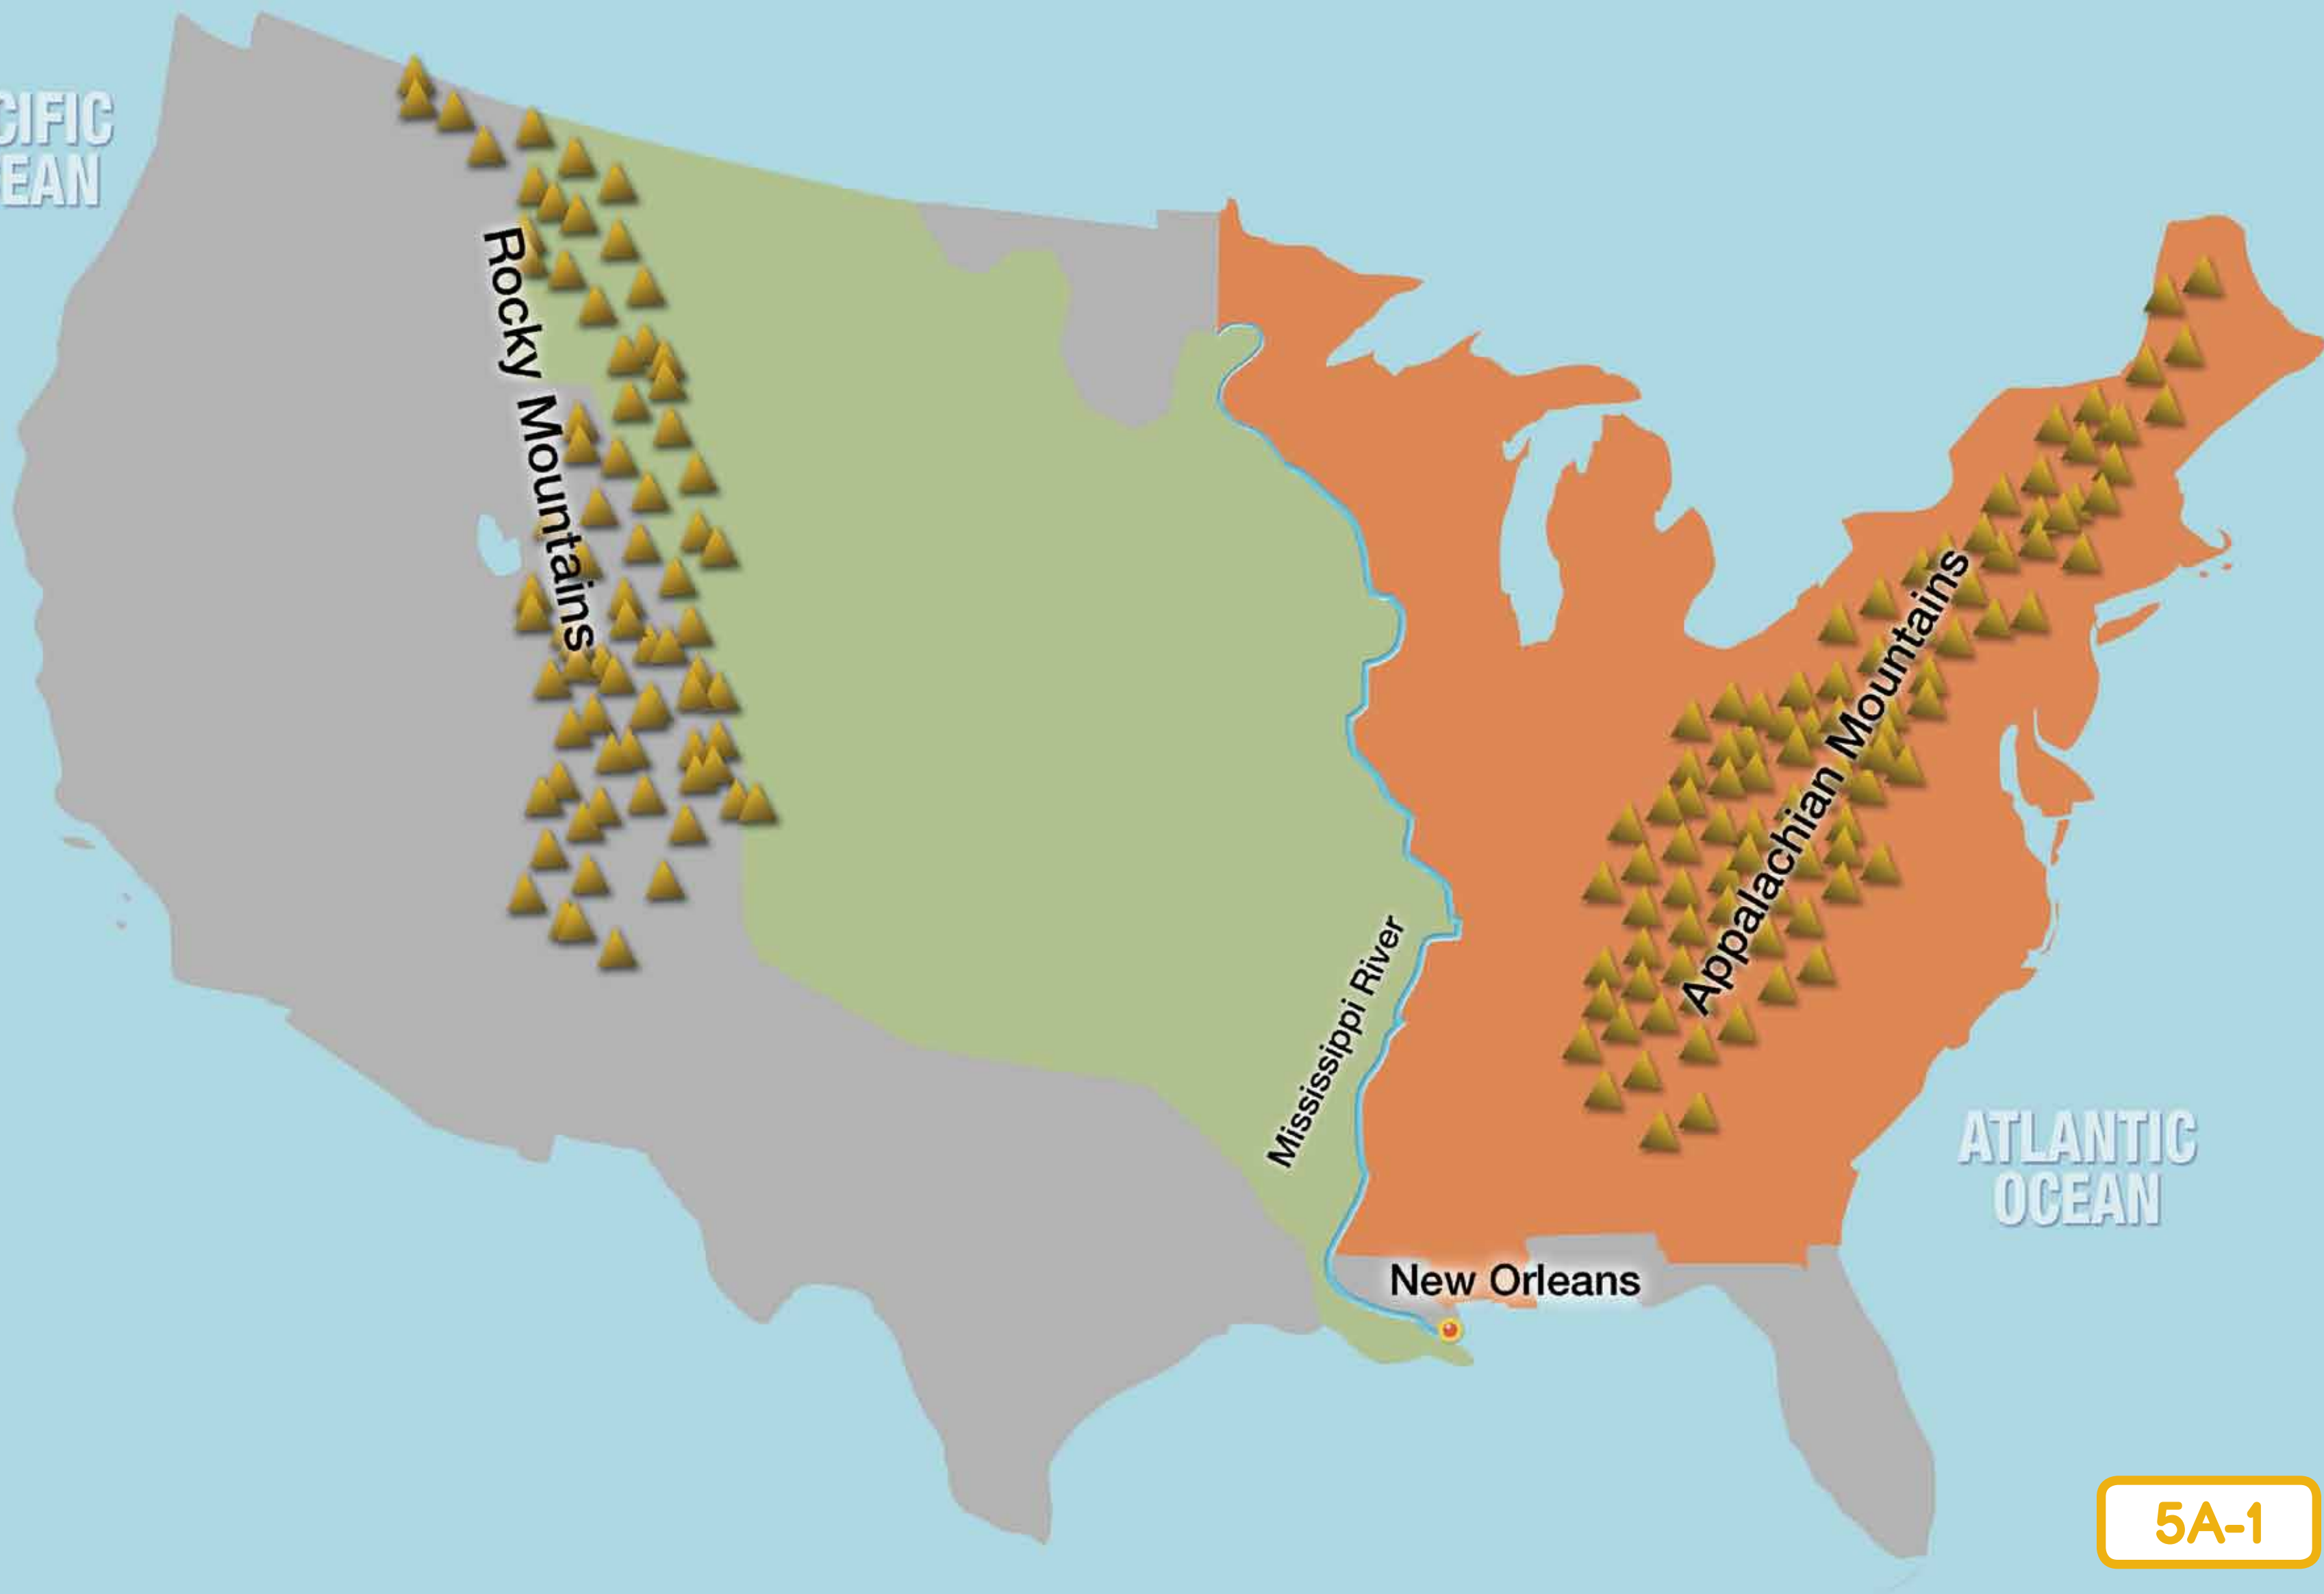 CIFIC
EAN
Rocky Mountains
Appalachian Mountains
Mississippi River
New Orleans
ATLANTIC
OCEAN
5A-1